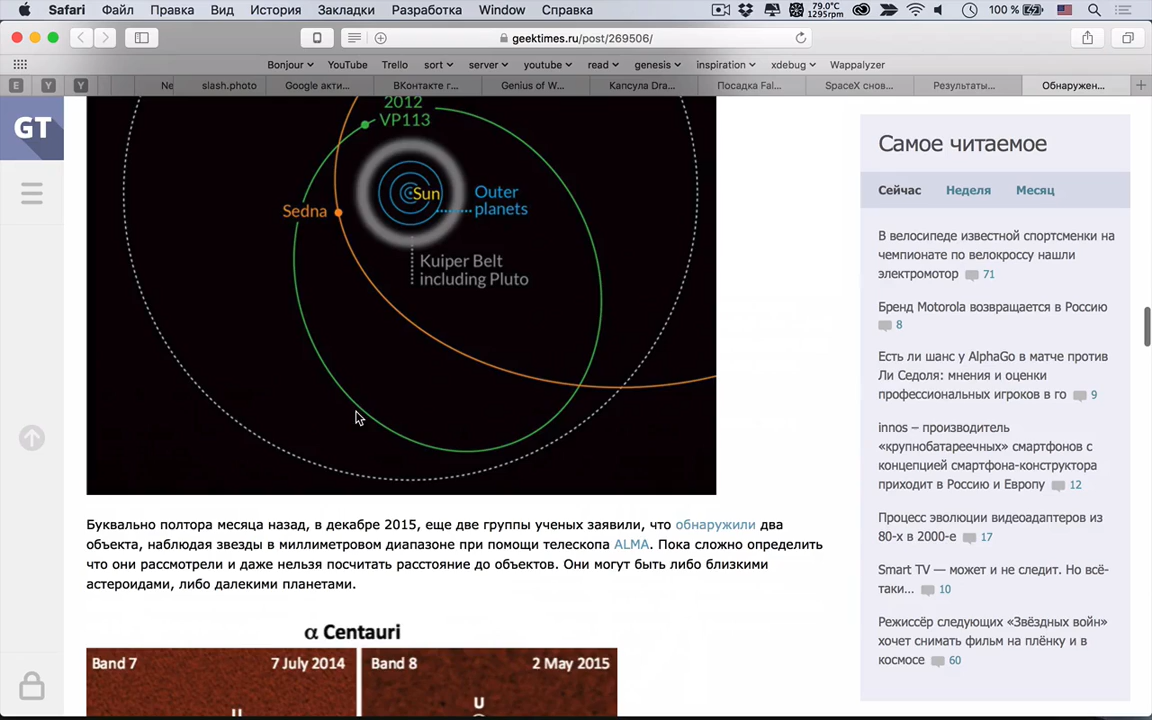 Safari Файл Правка Вид История Закладки Разработка Window Справка 79.0°C 1295rpm 100 %
geektimes.ru/post/269506/
Bonjour YouTube Trello sort server youtube read genesis inspiration xdebug Wappalyzer
E Y Y Ne slash.photo Google акти... ВКонтакте г... Genius of W... Капсула Dra... Посадка Fal... SpaceX снов... Результаты... Обнаружен...
GT
2012
VP113
Sun
Outer
planets
Sedna
Kuiper Belt
including Pluto
Буквально полтора месяца назад, в декабре 2015, еще две группы ученых заявили, что обнаружили два
объекта, наблюдая звезды в миллиметровом диапазоне при помощи телескопа ALMA. Пока сложно определить
что они рассмотрели и даже нельзя посчитать расстояние до объектов. Они могут быть либо близкими
астероидами, либо далекими планетами.
α Centauri
Band 7 7 July 2014 Band 8 2 May 2015
U U
Самое читаемое
Сейчас Неделя Месяц
В велосипеде известной спортсменки на
чемпионате по велокроссу нашли
электромотор 71
Бренд Motorola возвращается в Россию
8
Есть ли шанс у AlphaGo в матче против
Ли Седоля: мнения и оценки
профессиональных игроков в го 9
innos – производитель
«крупнобатареечных» смартфонов с
концепцией смартфона-конструктора
приходит в Россию и Европу 12
Процесс эволюции видеоадаптеров из
80-х в 2000-е 17
Smart TV — может и не следит. Но всё-
таки... 10
Режиссёр следующих «Звёздных войн»
хочет снимать фильм на плёнку и в
космосе 60